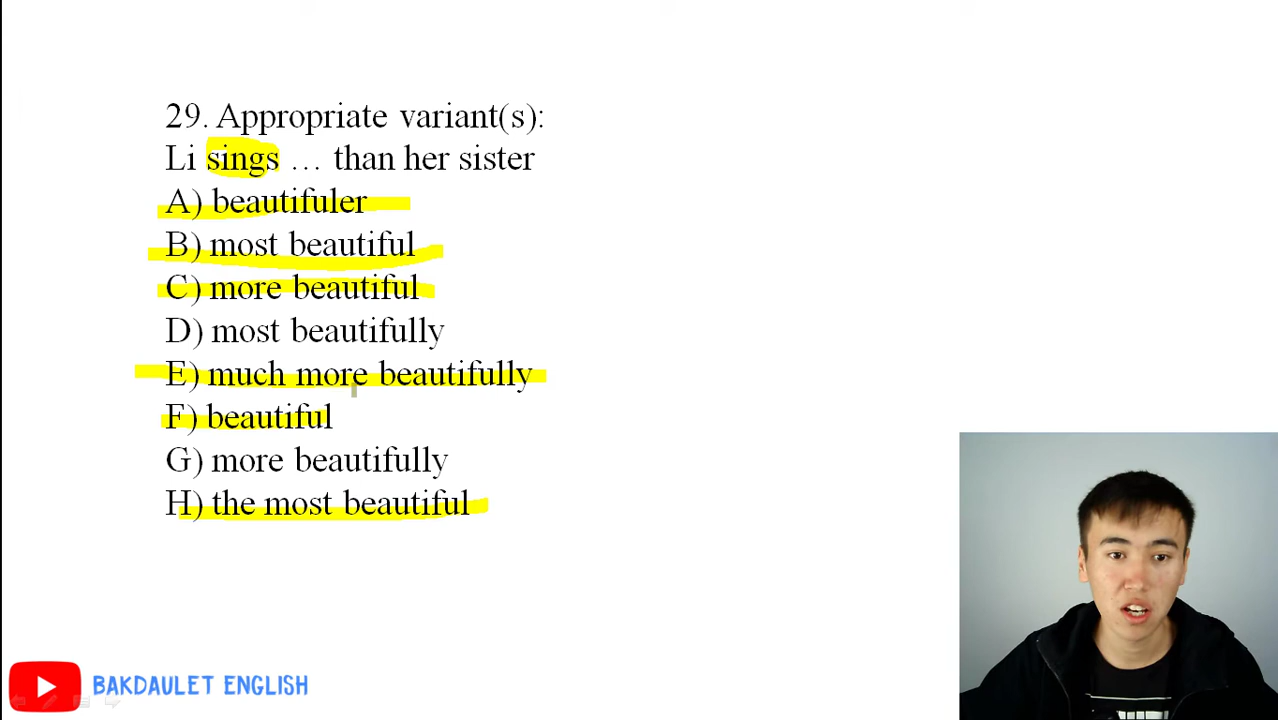 29. Appropriate variant(s):
Li sings … than her sister
A) beautifuler
B) most beautiful
C) more beautiful
D) most beautifully
E) much more beautifully
F) beautiful
G) more beautifully
H) the most beautiful
BAKDAULET ENGLISH